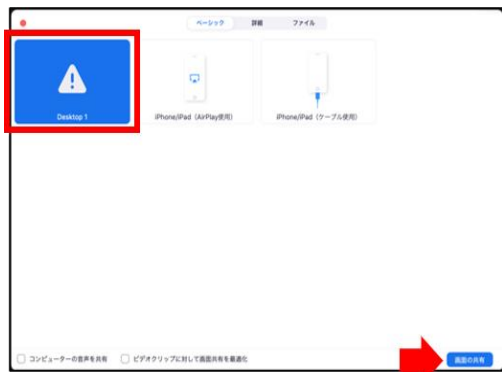 ベーシック 詳細 ファイル
Desktop 1 iPhone/iPad（AirPlay使用） iPhone/iPad（ケーブル使用）
コンピューターの音声を共有 ビデオクリップに対して画面共有を最適化 画面の共有